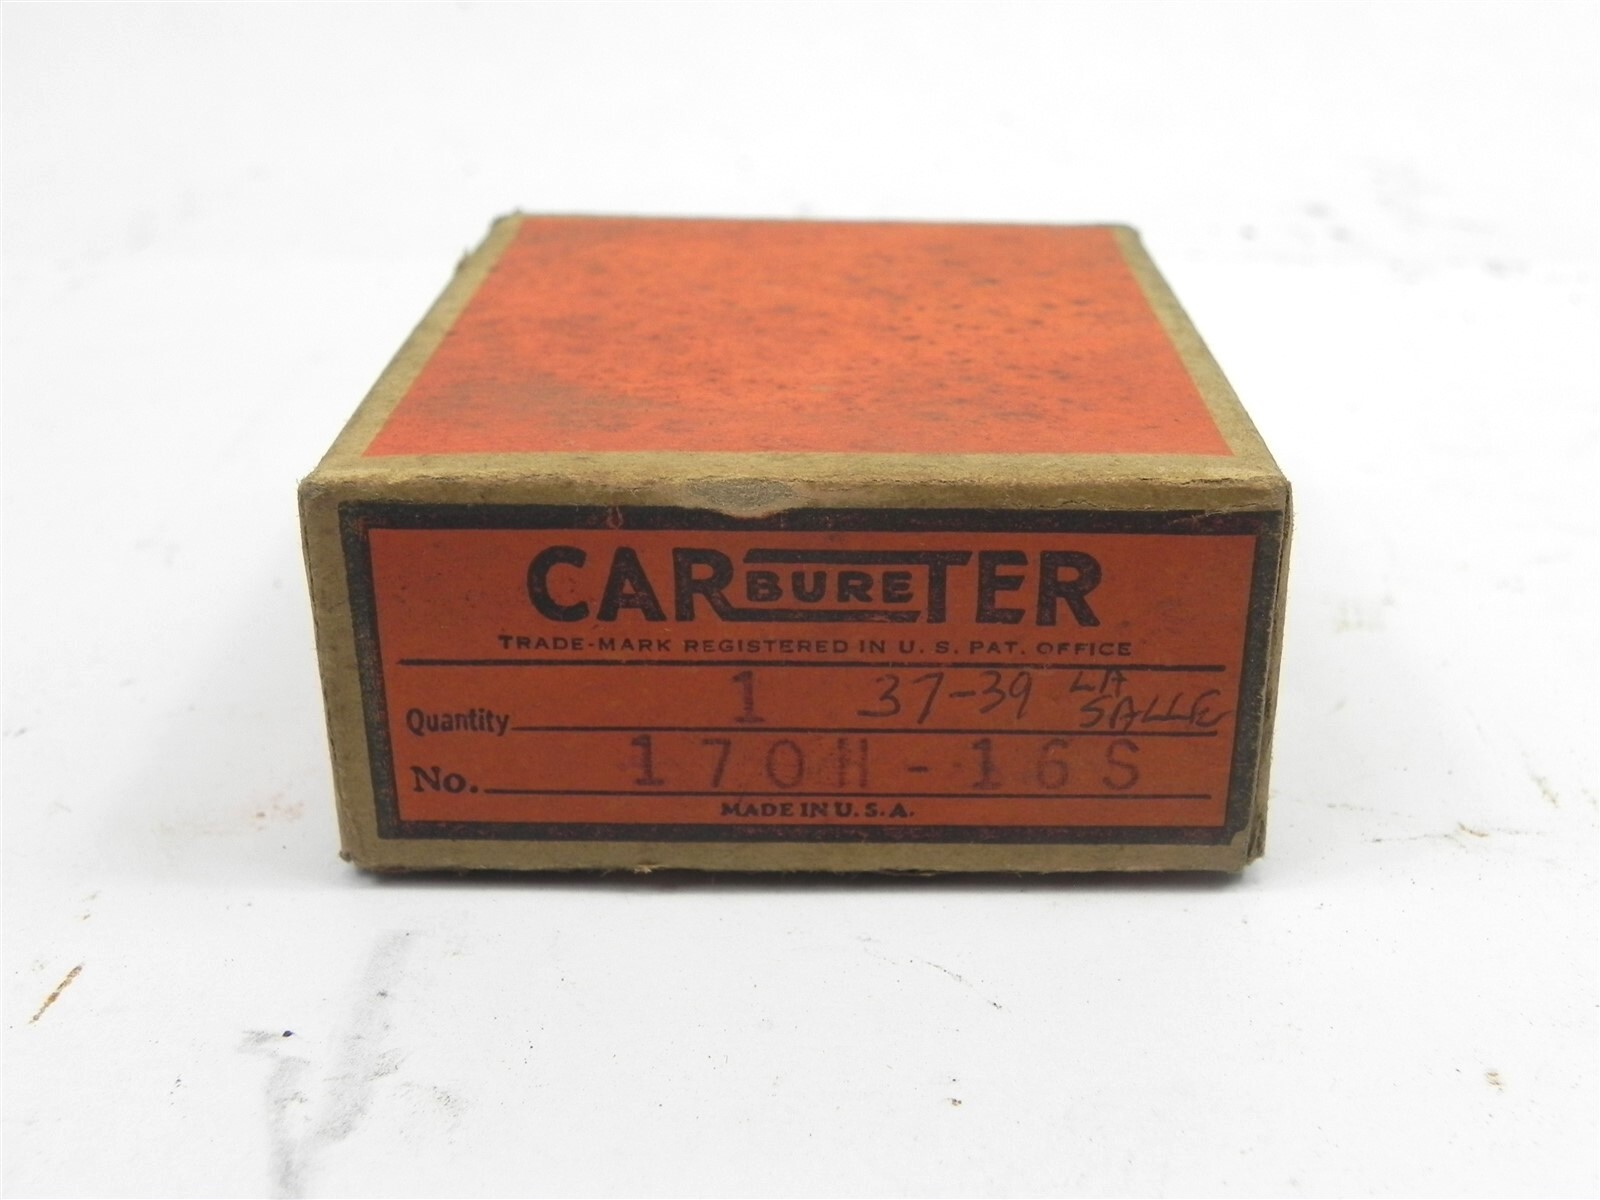 CARBURETER
TRADE-MARK REGISTERED IN U. S. PAT. OFFICE
Quantity 1 37-39 LA SALLE
No. 170H-16S
MADE IN U. S. A.